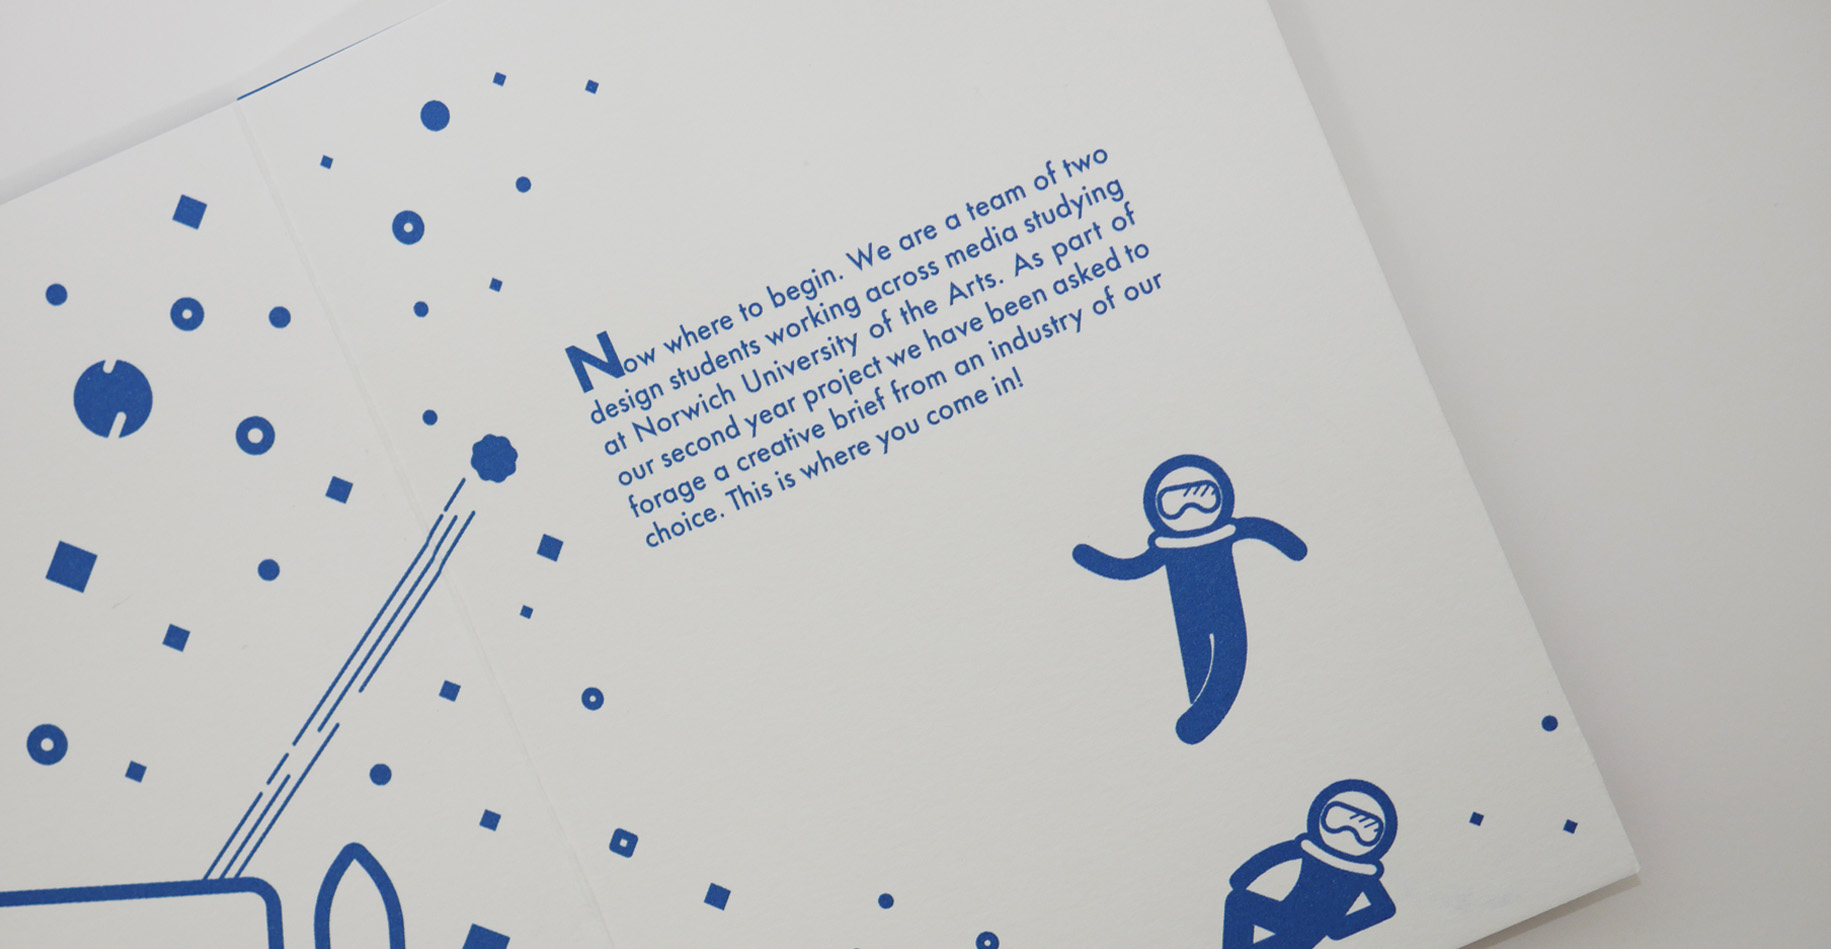 Now where to begin. We are a team of two
design students working across media studying
at Norwich University of the Arts. As part of
our second year project we have been asked to
forage a creative brief from an industry of our
choice. This is where you come in!